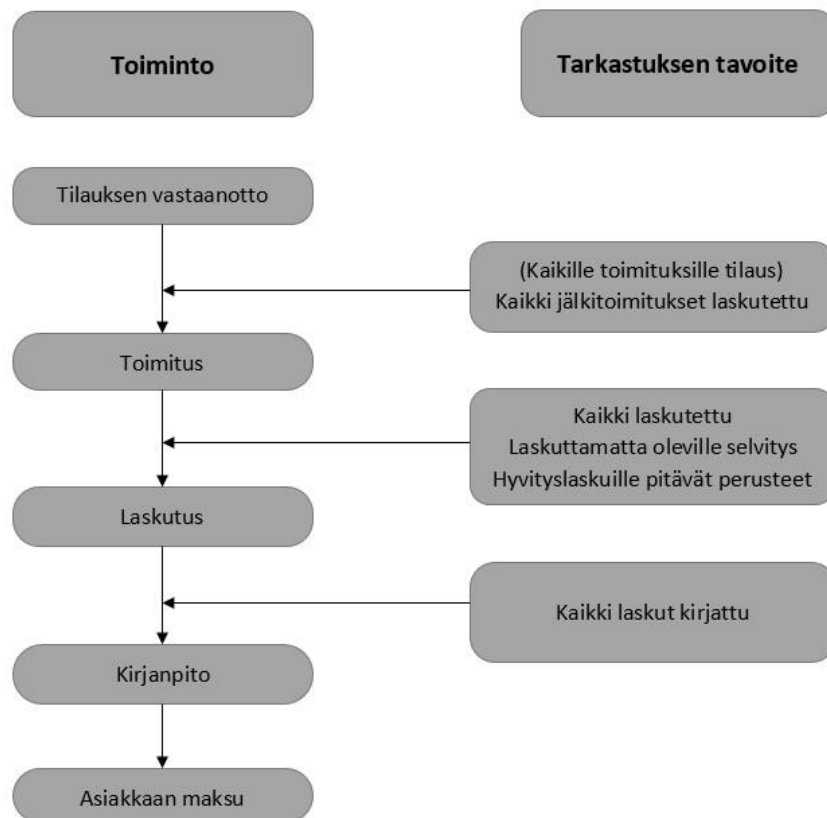 Toiminto
Tarkastuksen tavoite
Tilauksen vastaanotto
(Kaikille toimituksille tilaus)
Kaikki jälkitoimitukset laskutettu
Toimitus
Kaikki laskutettu
Laskuttamatta oleville selvitys
Hyvityslaskuille pitävät perusteet
Laskutus
Kaikki laskut kirjattu
Kirjanpito
Asiakkaan maksu